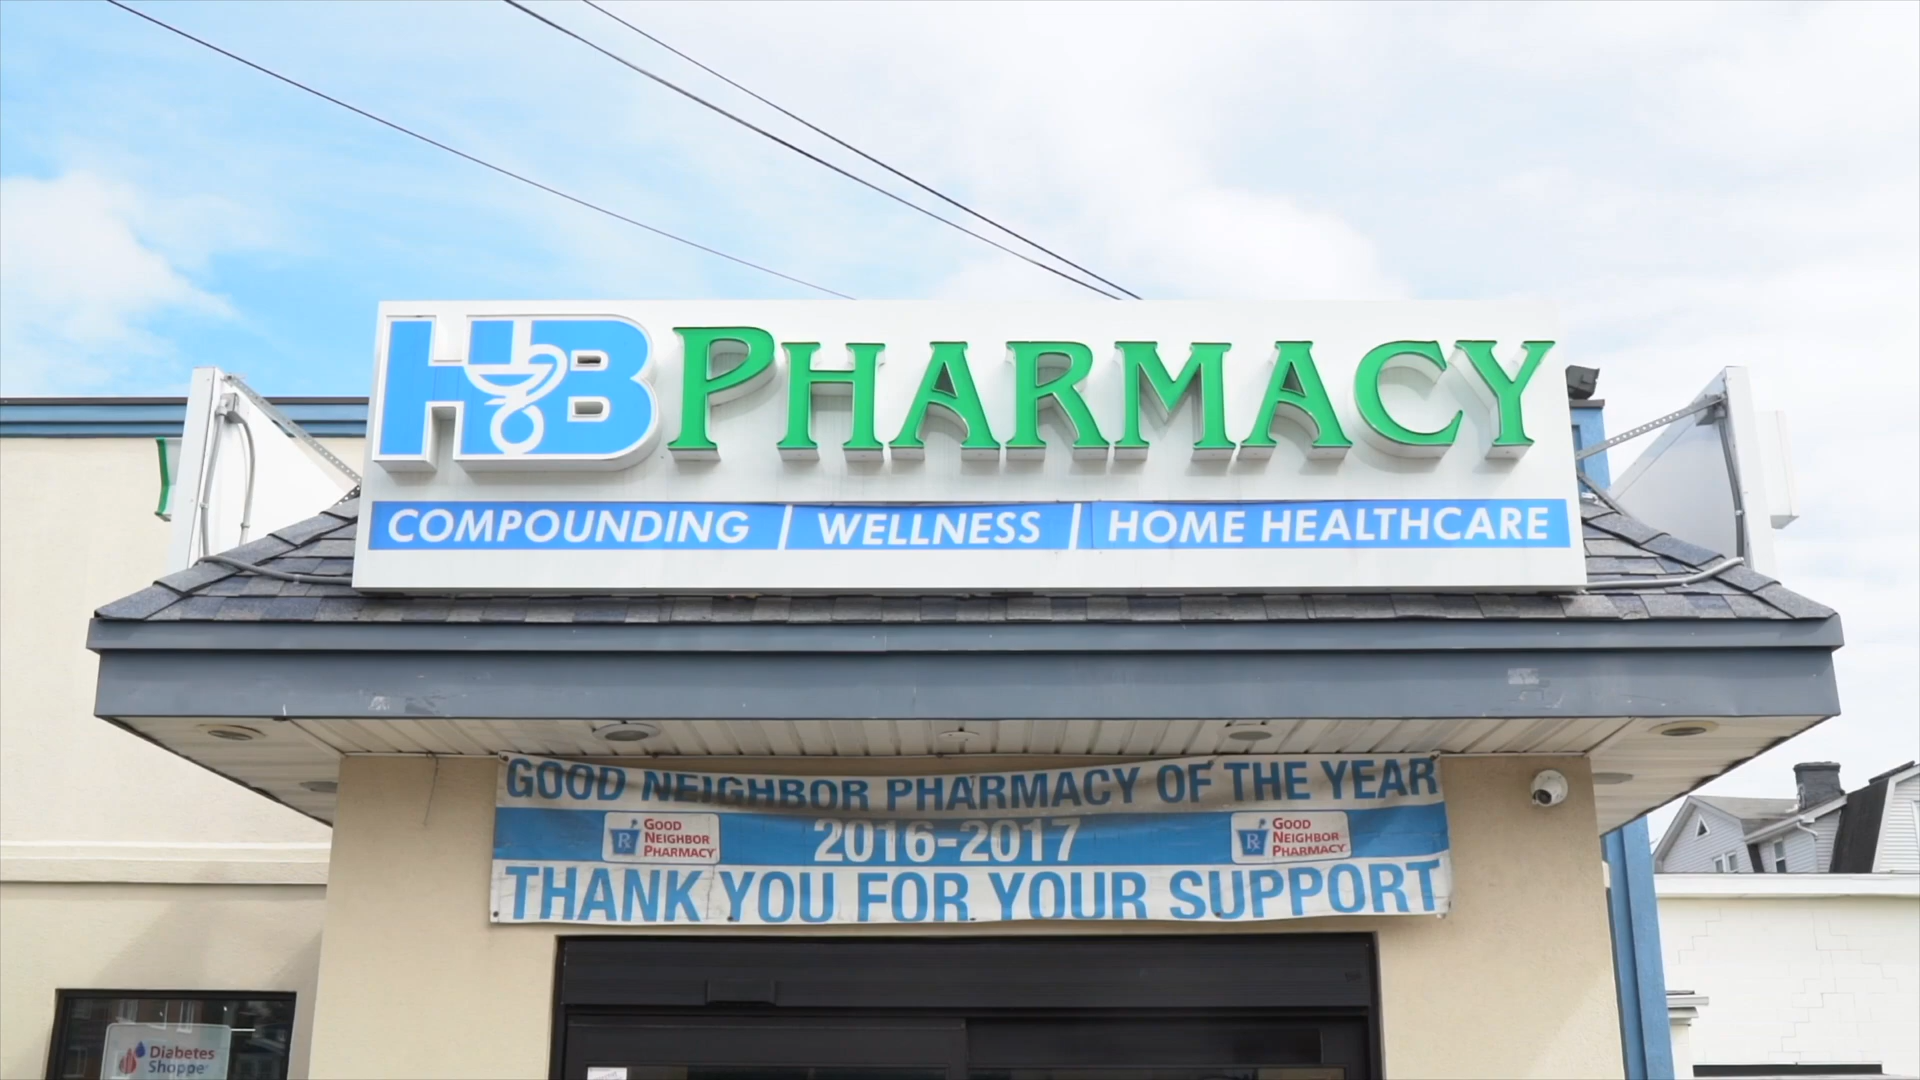 HB PHARMACY
COMPOUNDING | WELLNESS | HOME HEALTHCARE
GOOD NEIGHBOR PHARMACY OF THE YEAR
GOOD
NEIGHBOR
PHARMACY
2016-2017
GOOD
NEIGHBOR
PHARMACY
THANK YOU FOR YOUR SUPPORT
Diabetes
Shoppe